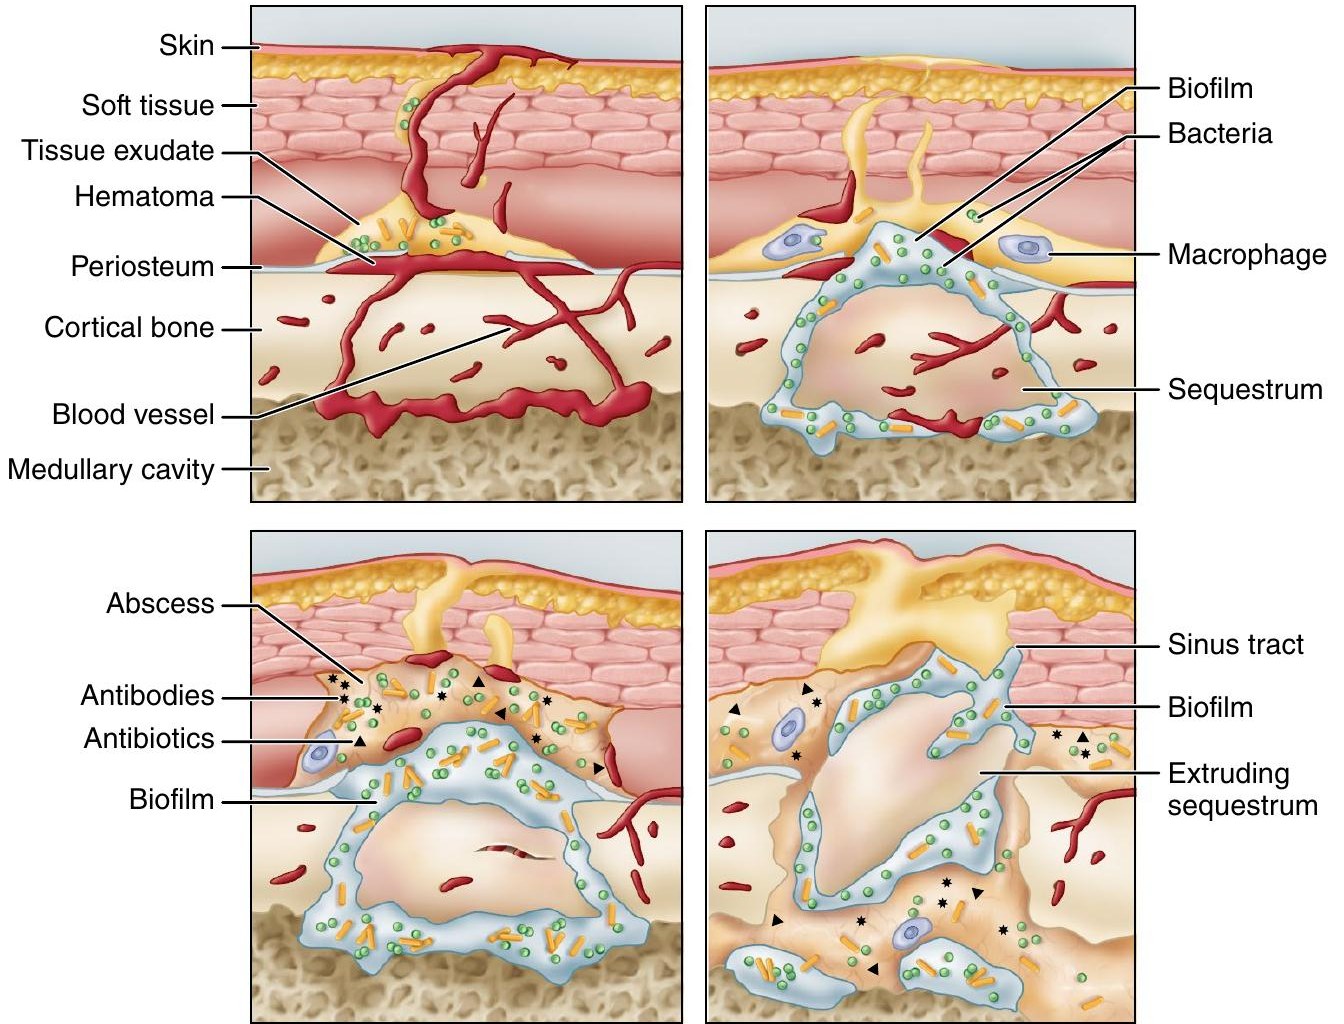 Skin
Soft tissue
Tissue exudate
Hematoma
Periosteum
Cortical bone
Blood vessel
Medullary cavity
Biofilm
Bacteria
Macrophage
Sequestrum
Abscess
Antibodies
Antibiotics
Biofilm
Sinus tract
Biofilm
Extruding
sequestrum